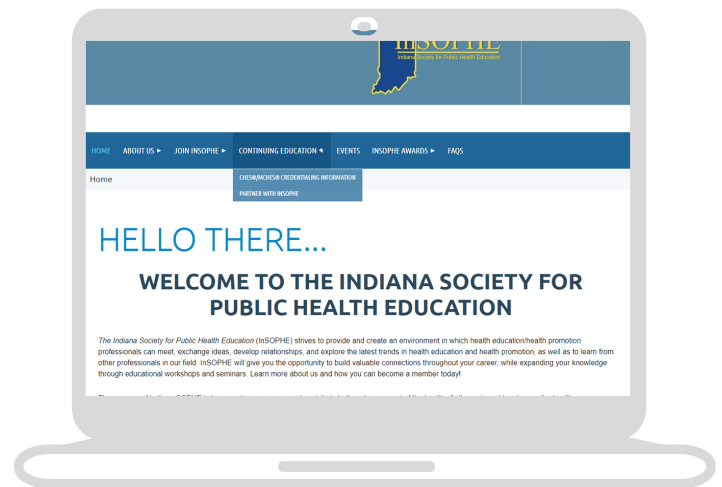 InSOPHE
Indiana Society for Public Health Education
HOME ABOUT US ► JOIN INSOPHE ► CONTINUING EDUCATION ◄ EVENTS INSOPHE AWARDS ► FAQS
Home
CHES®/MCHES® CREDENTIALING INFORMATION
PARTNER WITH INSOPHE
HELLO THERE...
WELCOME TO THE INDIANA SOCIETY FOR
PUBLIC HEALTH EDUCATION
The Indiana Society for Public Health Education (InSOPHE) strives to provide and create an environment in which health education/health promotion
professionals can meet, exchange ideas, develop relationships, and explore the latest trends in health education and health promotion, as well as to learn from
other professionals in our field. InSOPHE will give you the opportunity to build valuable connections throughout your career, while expanding your knowledge
through educational workshops and seminars. Learn more about us and how you can become a member today!